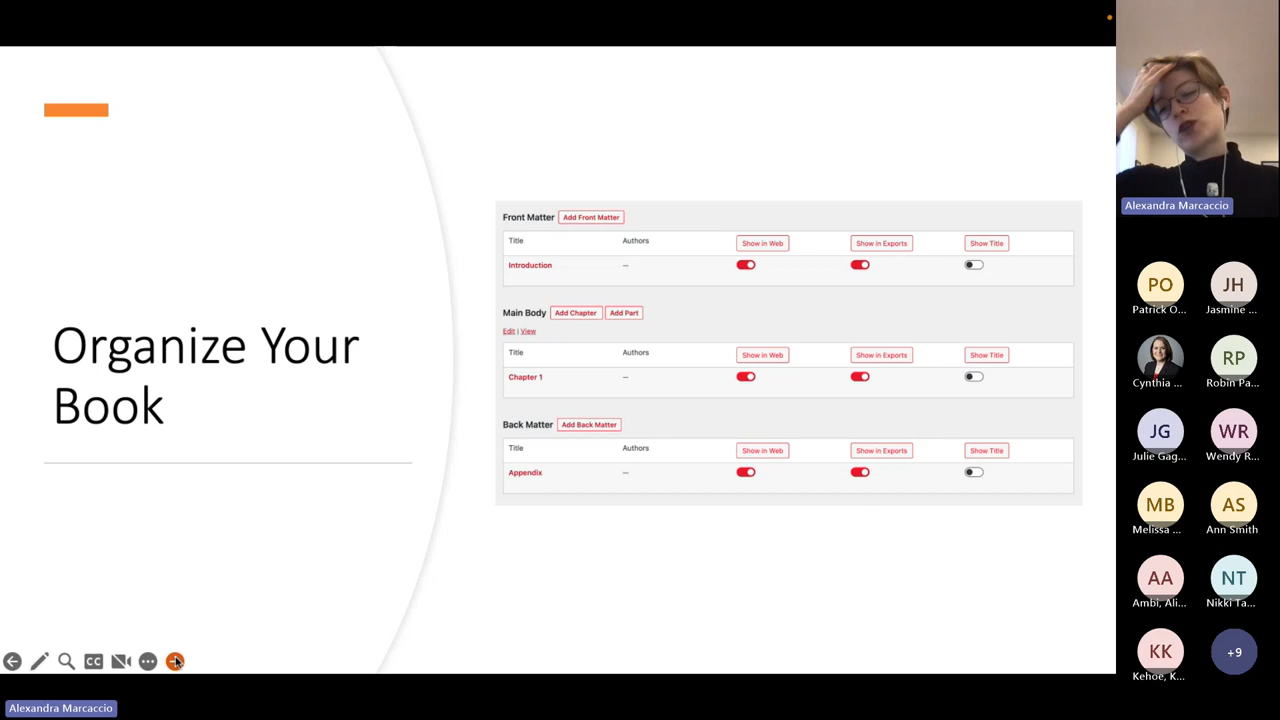 Organize Your
Book
Front Matter Add Front Matter
Title Authors Show in Web Show in Exports Show Title
Introduction —
Main Body Add Chapter Add Part
Edit | View
Title Authors Show in Web Show in Exports Show Title
Chapter 1 —
Back Matter Add Back Matter
Title Authors Show in Web Show in Exports Show Title
Appendix —
CC
Alexandra Marcaccio
Alexandra Marcaccio
PO JH
Patrick O... Jasmine ...
RP
Cynthia ... Robin Pa...
JG WR
Julie Gag... Wendy R...
MB AS
Melissa ... Ann Smith
AA NT
Ambi, Ali... Nikki Ta...
KK +9
Kehoe, K...